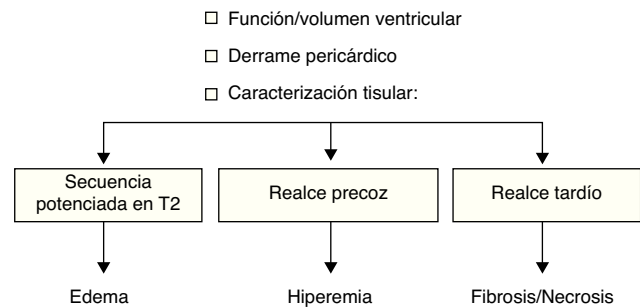 Función/volumen ventricular
Derrame pericárdico
Caracterización tisular:
Secuencia
potenciada en T2
Realce precoz
Realce tardío
Edema
Hiperemia
Fibrosis/Necrosis